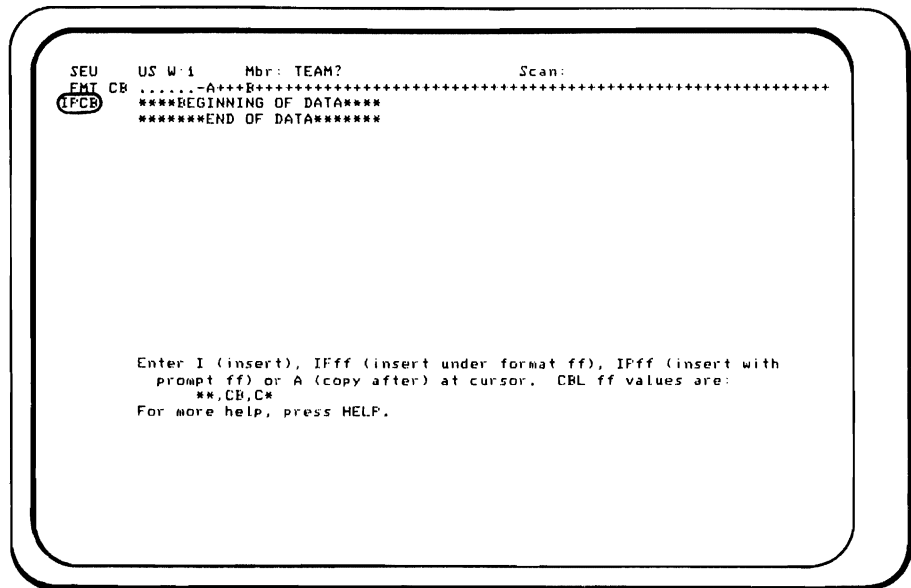 SEU US W:1 Mbr: TEAM? Scan:
FMT CB ......-A+++B++++++++++++++++++++++++++++++++++++++++++++++++++++++++
IPCB ****BEGINNING OF DATA****
*******END OF DATA*******
Enter I (insert), IFff (insert under format ff), IPff (insert with
prompt ff) or A (copy after) at cursor. CBL ff values are:
**,CB,C*
For more help, press HELP.